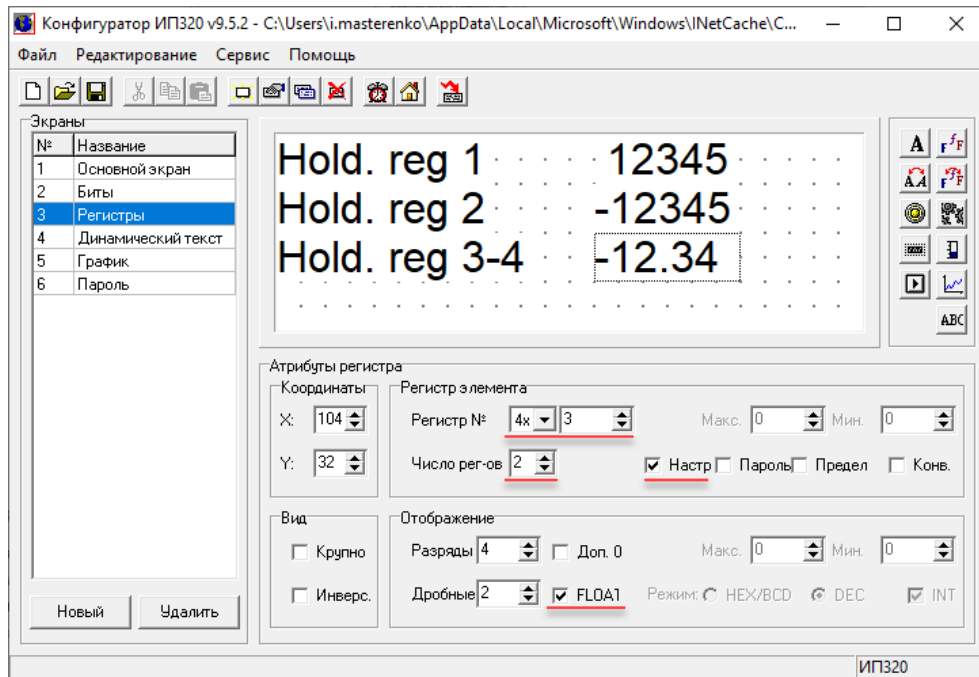 Конфигуратор ИП320 v9.5.2 - C:\Users\i.masterenko\AppData\Local\Microsoft\Windows\INetCache\C...
Файл Редактирование Сервис Помощь
Экраны
№ Название
1 Основной экран
2 Биты
3 Регистры
4 Динамический текст
5 График
6 Пароль
Новый Удалить
Hold. reg 1 12345
Hold. reg 2 -12345
Hold. reg 3-4 -12.34
A F f F
A A F F
ABC
Атрибуты регистра
Координаты
X: 104
Y: 32
Регистр элемента
Регистр № 4x 3 Макс. 0 Мин. 0
Число рег-ов 2 Настр Пароль Предел Конв.
Вид
Крупно
Инверс.
Отображение
Разряды 4 Доп. 0 Макс. 0 Мин. 0
Дробные 2 FLOAT Режим: HEX/BCD DEC INT
ИП320